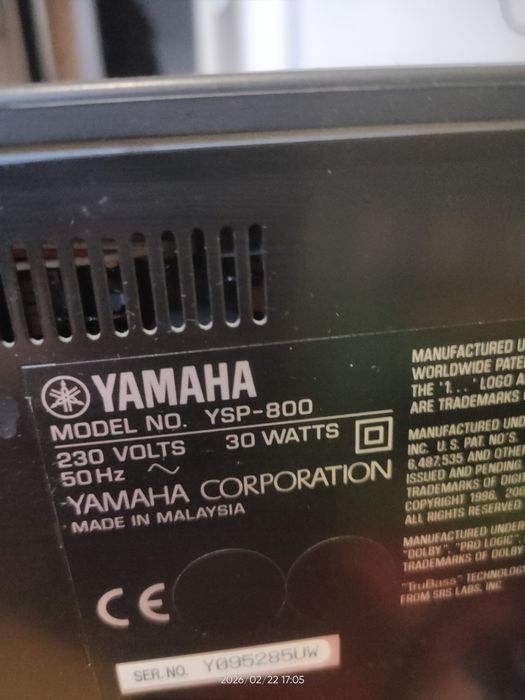 YAMAHA
MODEL NO. YSP-800
230 VOLTS 30 WATTS
50 Hz ~
YAMAHA CORPORATION
MADE IN MALAYSIA
CE
SER. NO. Y095285UW
MANUFACTURED U
WORLDWIDE PATE
THE '1...' LOGO A
ARE TRADEMARKS
MANUFACTURED UND
INC. U.S. PAT. NO'S.
6,487,535 AND OTHE
ISSUED AND PENDING
TRADEMARKS OF DIGI
COPYRIGHT 1996, 20
ALL RIGHTS RESERVED
MANUFACTURED UNDER
"DOLBY", "PRO LOGIC",
TRADEMARKS OF DOLBY
"TruBass" TECHNOLOG
FROM SRS LABS, INC.
2026/02/22 17:05